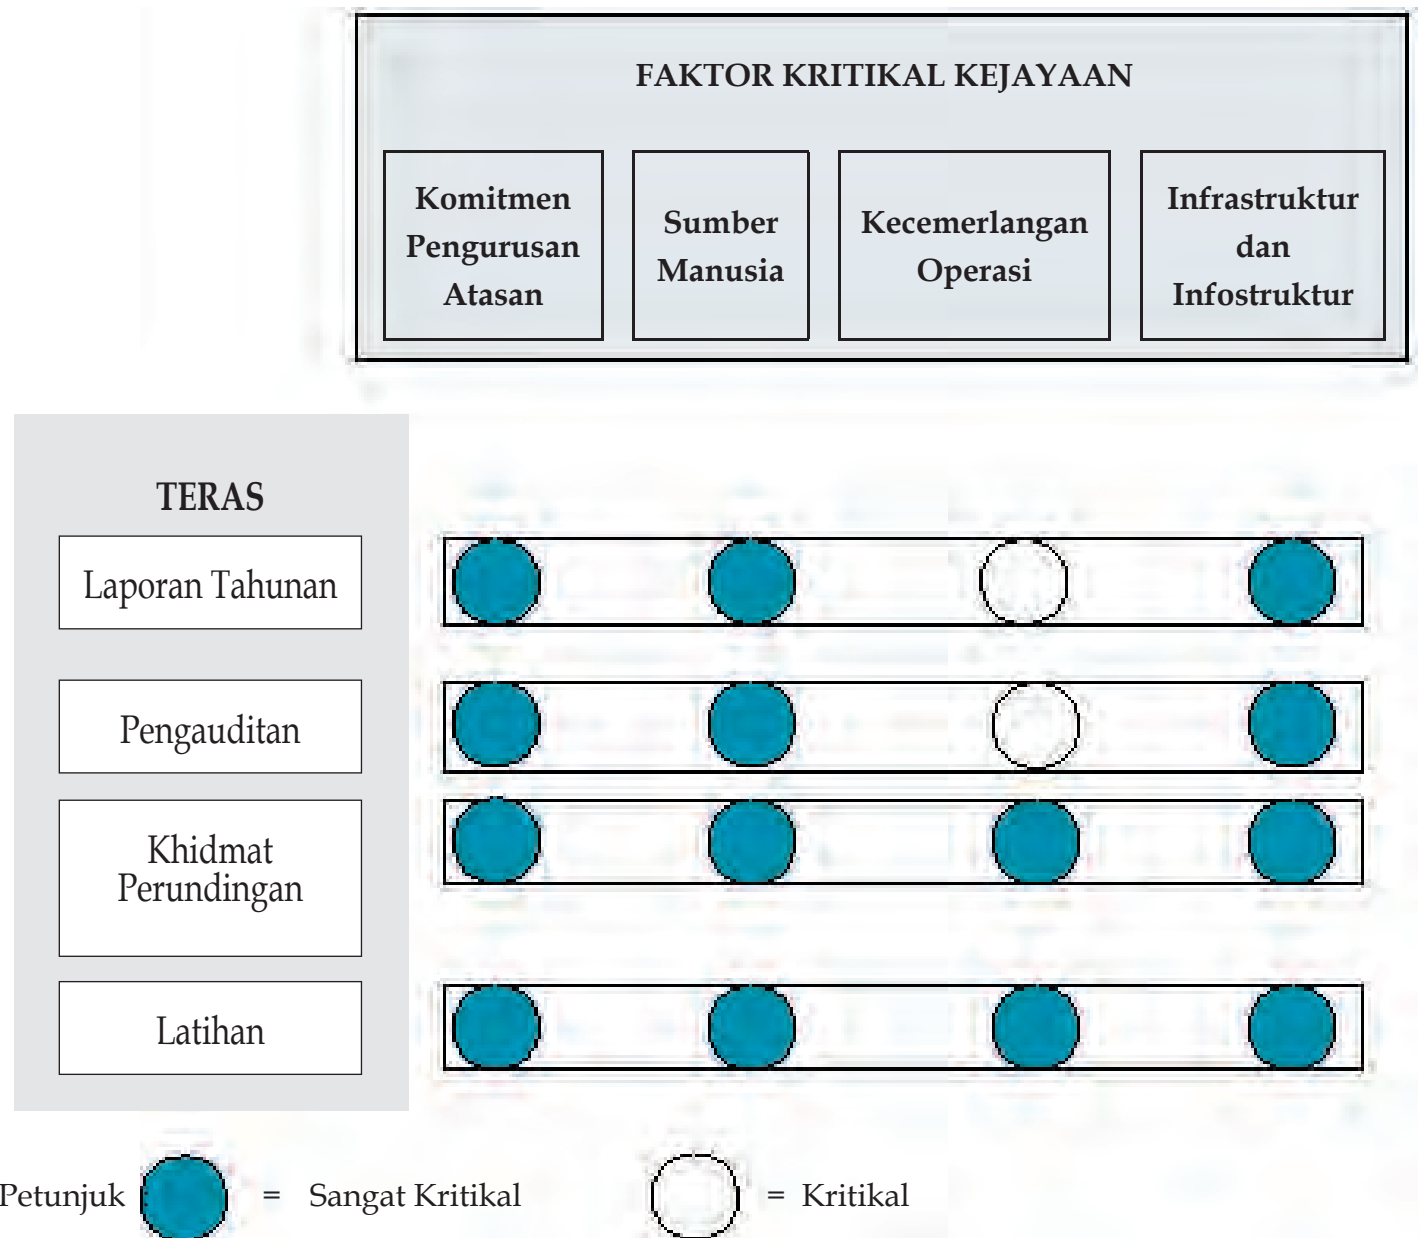 FAKTOR KRITIKAL KEJAYAAN
Komitmen
Pengurusan
Atasan
Sumber
Manusia
Kecemerlangan
Operasi
Infrastruktur
dan
Infostruktur
TERAS
Laporan Tahunan
Pengauditan
Khidmat
Perundingan
Latihan
Petunjuk : = Sangat Kritikal = Kritikal